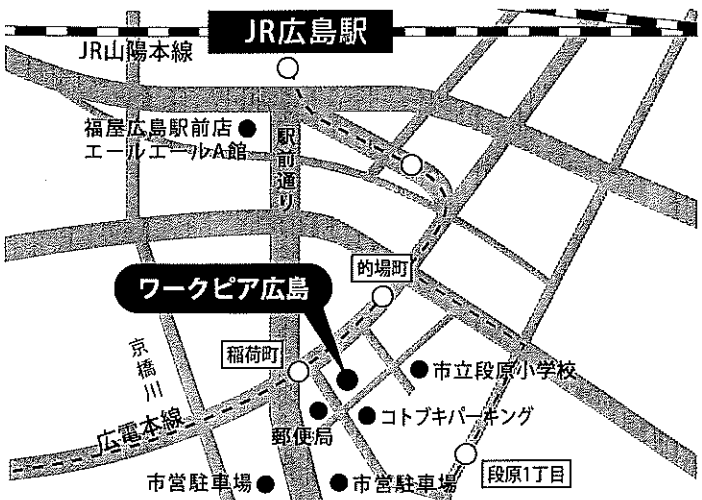 JR広島駅
JR山陽本線
福屋広島駅前店
エールエールA館
駅前通り
的場町
ワークピア広島
稲荷町
京橋川
市立段原小学校
コトブキパーキング
広電本線
郵便局
市営駐車場
市営駐車場
段原1丁目